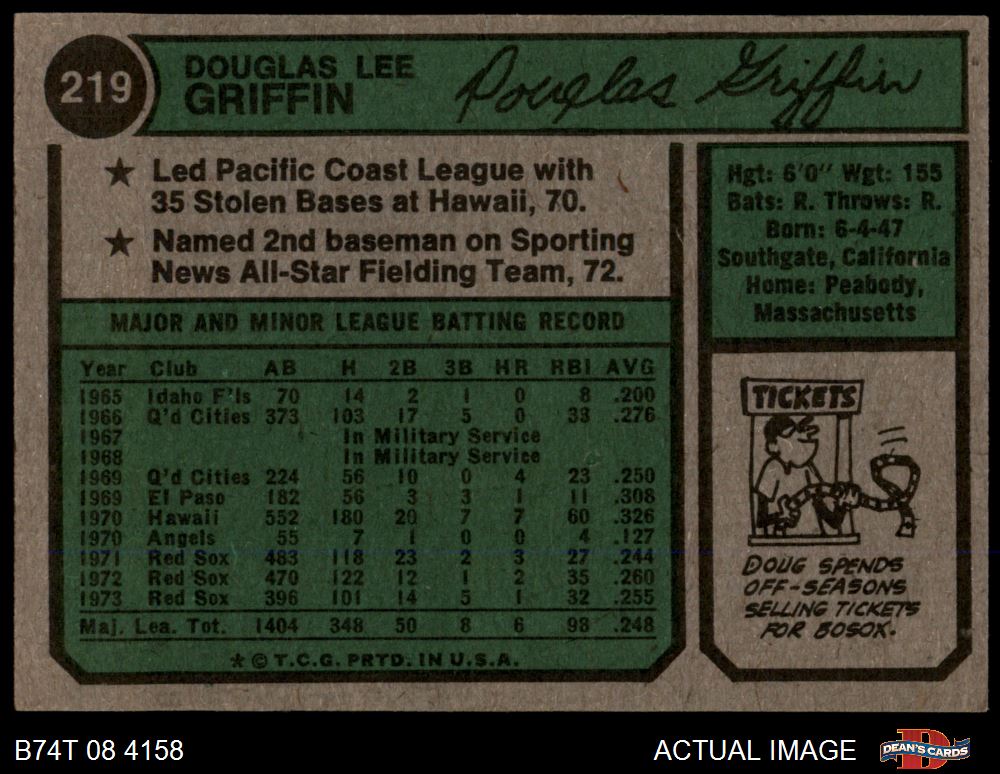 219
DOUGLAS LEE
GRIFFIN
Douglas Griffin
★ Led Pacific Coast League with
35 Stolen Bases at Hawaii, 70.
★ Named 2nd baseman on Sporting
News All-Star Fielding Team, 72.
MAJOR AND MINOR LEAGUE BATTING RECORD
Year Club AB H 2B 3B HR RBI AVG
1965 Idaho F'ls 70 14 2 1 0 8 .200
1966 Q'd Cities 373 103 17 5 0 33 .276
1967 In Military Service
1968 In Military Service
1969 Q'd Cities 224 56 10 0 4 23 .250
1969 El Paso 182 56 3 3 1 11 .308
1970 Hawaii 552 180 20 7 7 60 .326
1970 Angels 55 7 1 0 0 4 .127
1971 Red Sox 483 118 23 2 3 27 .244
1972 Red Sox 470 122 12 1 2 35 .260
1973 Red Sox 396 101 14 5 1 32 .255
Maj. Lea. Tot. 1404 348 50 8 6 98 .248
★ © T.C.G. PRTD. IN U.S.A.
Hgt: 6'0" Wgt: 155
Bats: R. Throws: R.
Born: 6-4-47
Southgate, California
Home: Peabody,
Massachusetts
TICKETS
DOUG SPENDS
OFF-SEASONS
SELLING TICKETS
FOR BOSOX.
B74T 08 4158
ACTUAL IMAGE
DEAN'S CARDS